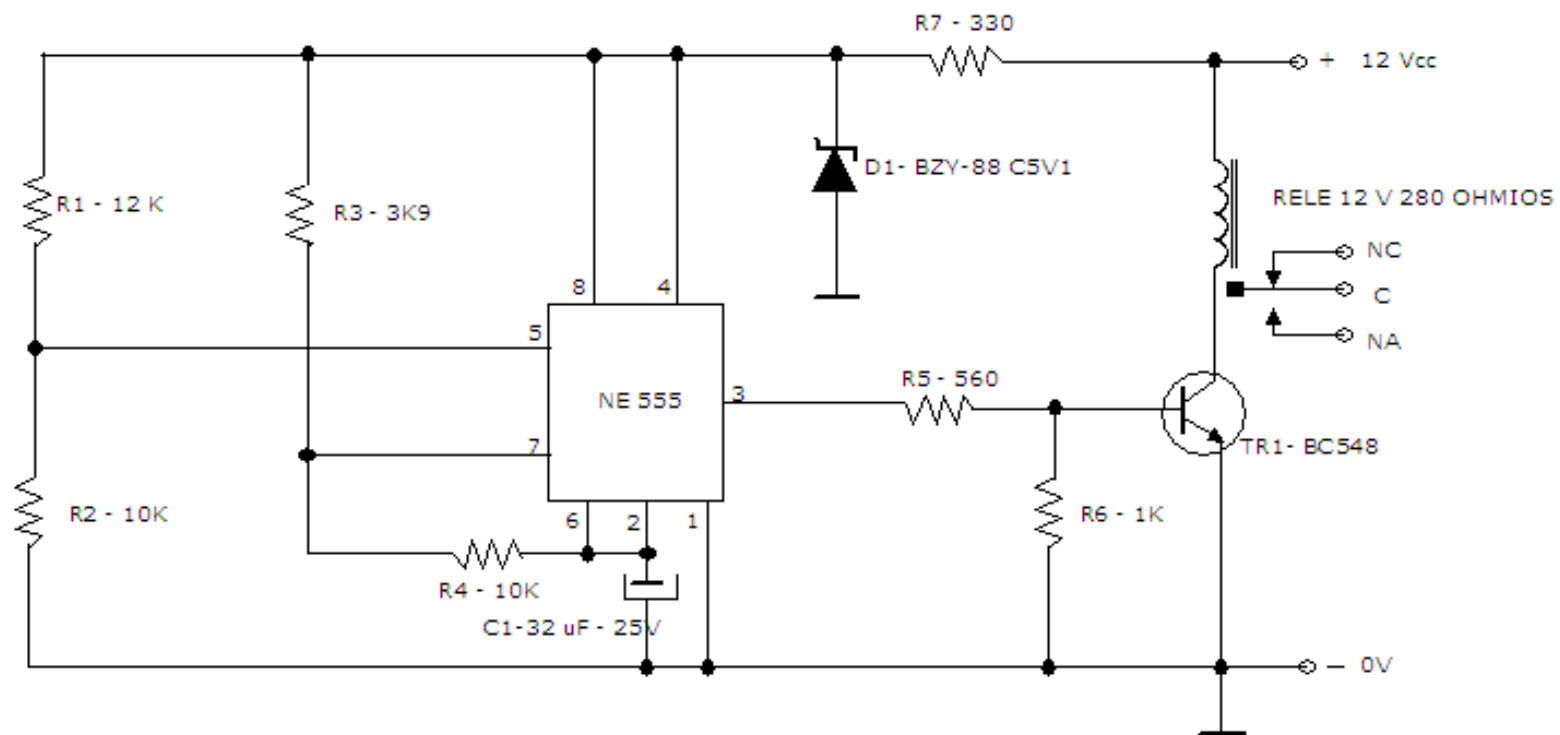 R7 - 330
+ 12 Vcc
R1 - 12 K
R3 - 3K9
D1- BZY-88 C5V1
RELE 12 V 280 OHMIOS
NC
C
NA
8
4
5
NE 555
3
7
6
2
1
R5 - 560
TR1- BC548
R2 - 10K
R6 - 1K
R4 - 10K
C1-32 uF - 25V
– 0V